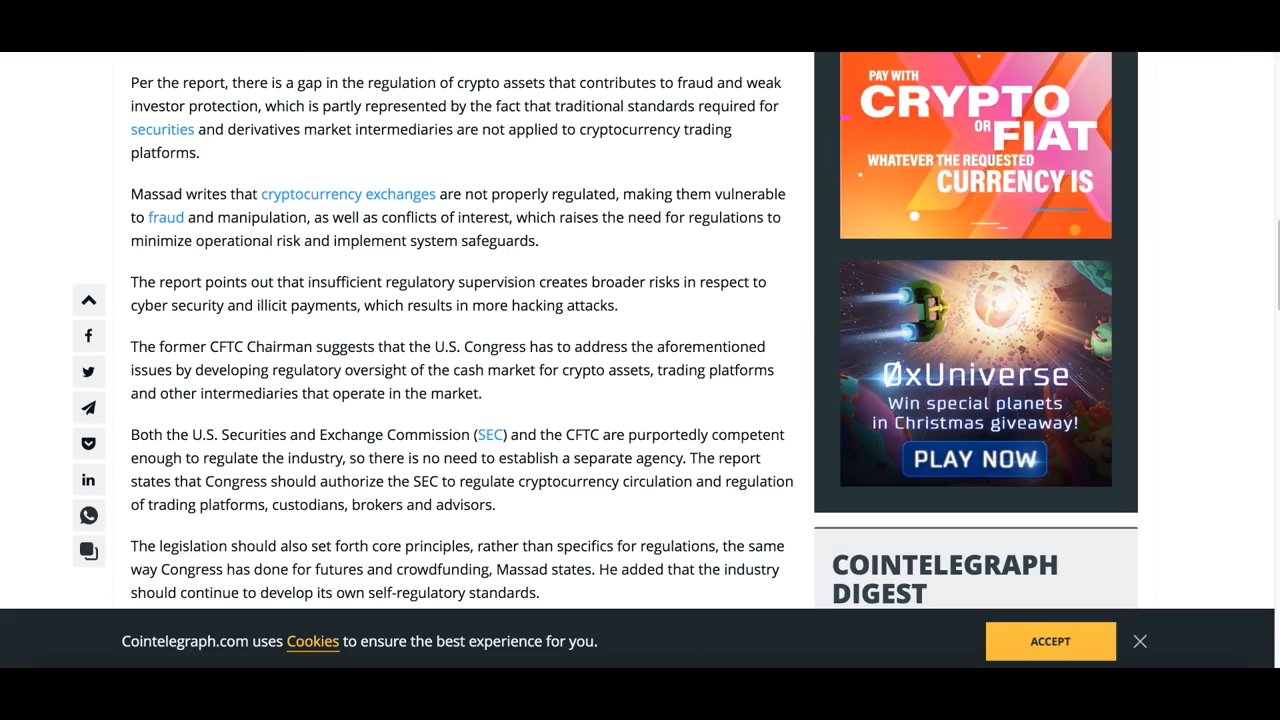 Per the report, there is a gap in the regulation of crypto assets that contributes to fraud and weak
investor protection, which is partly represented by the fact that traditional standards required for
securities and derivatives market intermediaries are not applied to cryptocurrency trading
platforms.
Massad writes that cryptocurrency exchanges are not properly regulated, making them vulnerable
to fraud and manipulation, as well as conflicts of interest, which raises the need for regulations to
minimize operational risk and implement system safeguards.
The report points out that insufficient regulatory supervision creates broader risks in respect to
cyber security and illicit payments, which results in more hacking attacks.
The former CFTC Chairman suggests that the U.S. Congress has to address the aforementioned
issues by developing regulatory oversight of the cash market for crypto assets, trading platforms
and other intermediaries that operate in the market.
Both the U.S. Securities and Exchange Commission (SEC) and the CFTC are purportedly competent
enough to regulate the industry, so there is no need to establish a separate agency. The report
states that Congress should authorize the SEC to regulate cryptocurrency circulation and regulation
of trading platforms, custodians, brokers and advisors.
The legislation should also set forth core principles, rather than specifics for regulations, the same
way Congress has done for futures and crowdfunding, Massad states. He added that the industry
should continue to develop its own self-regulatory standards.
PAY WITH
CRYPTO
OR FIAT
WHATEVER THE REQUESTED
CURRENCY IS
0xUniverse
Win special planets
in Christmas giveaway!
PLAY NOW
COINTELEGRAPH
DIGEST
Cointelegraph.com uses Cookies to ensure the best experience for you.
ACCEPT